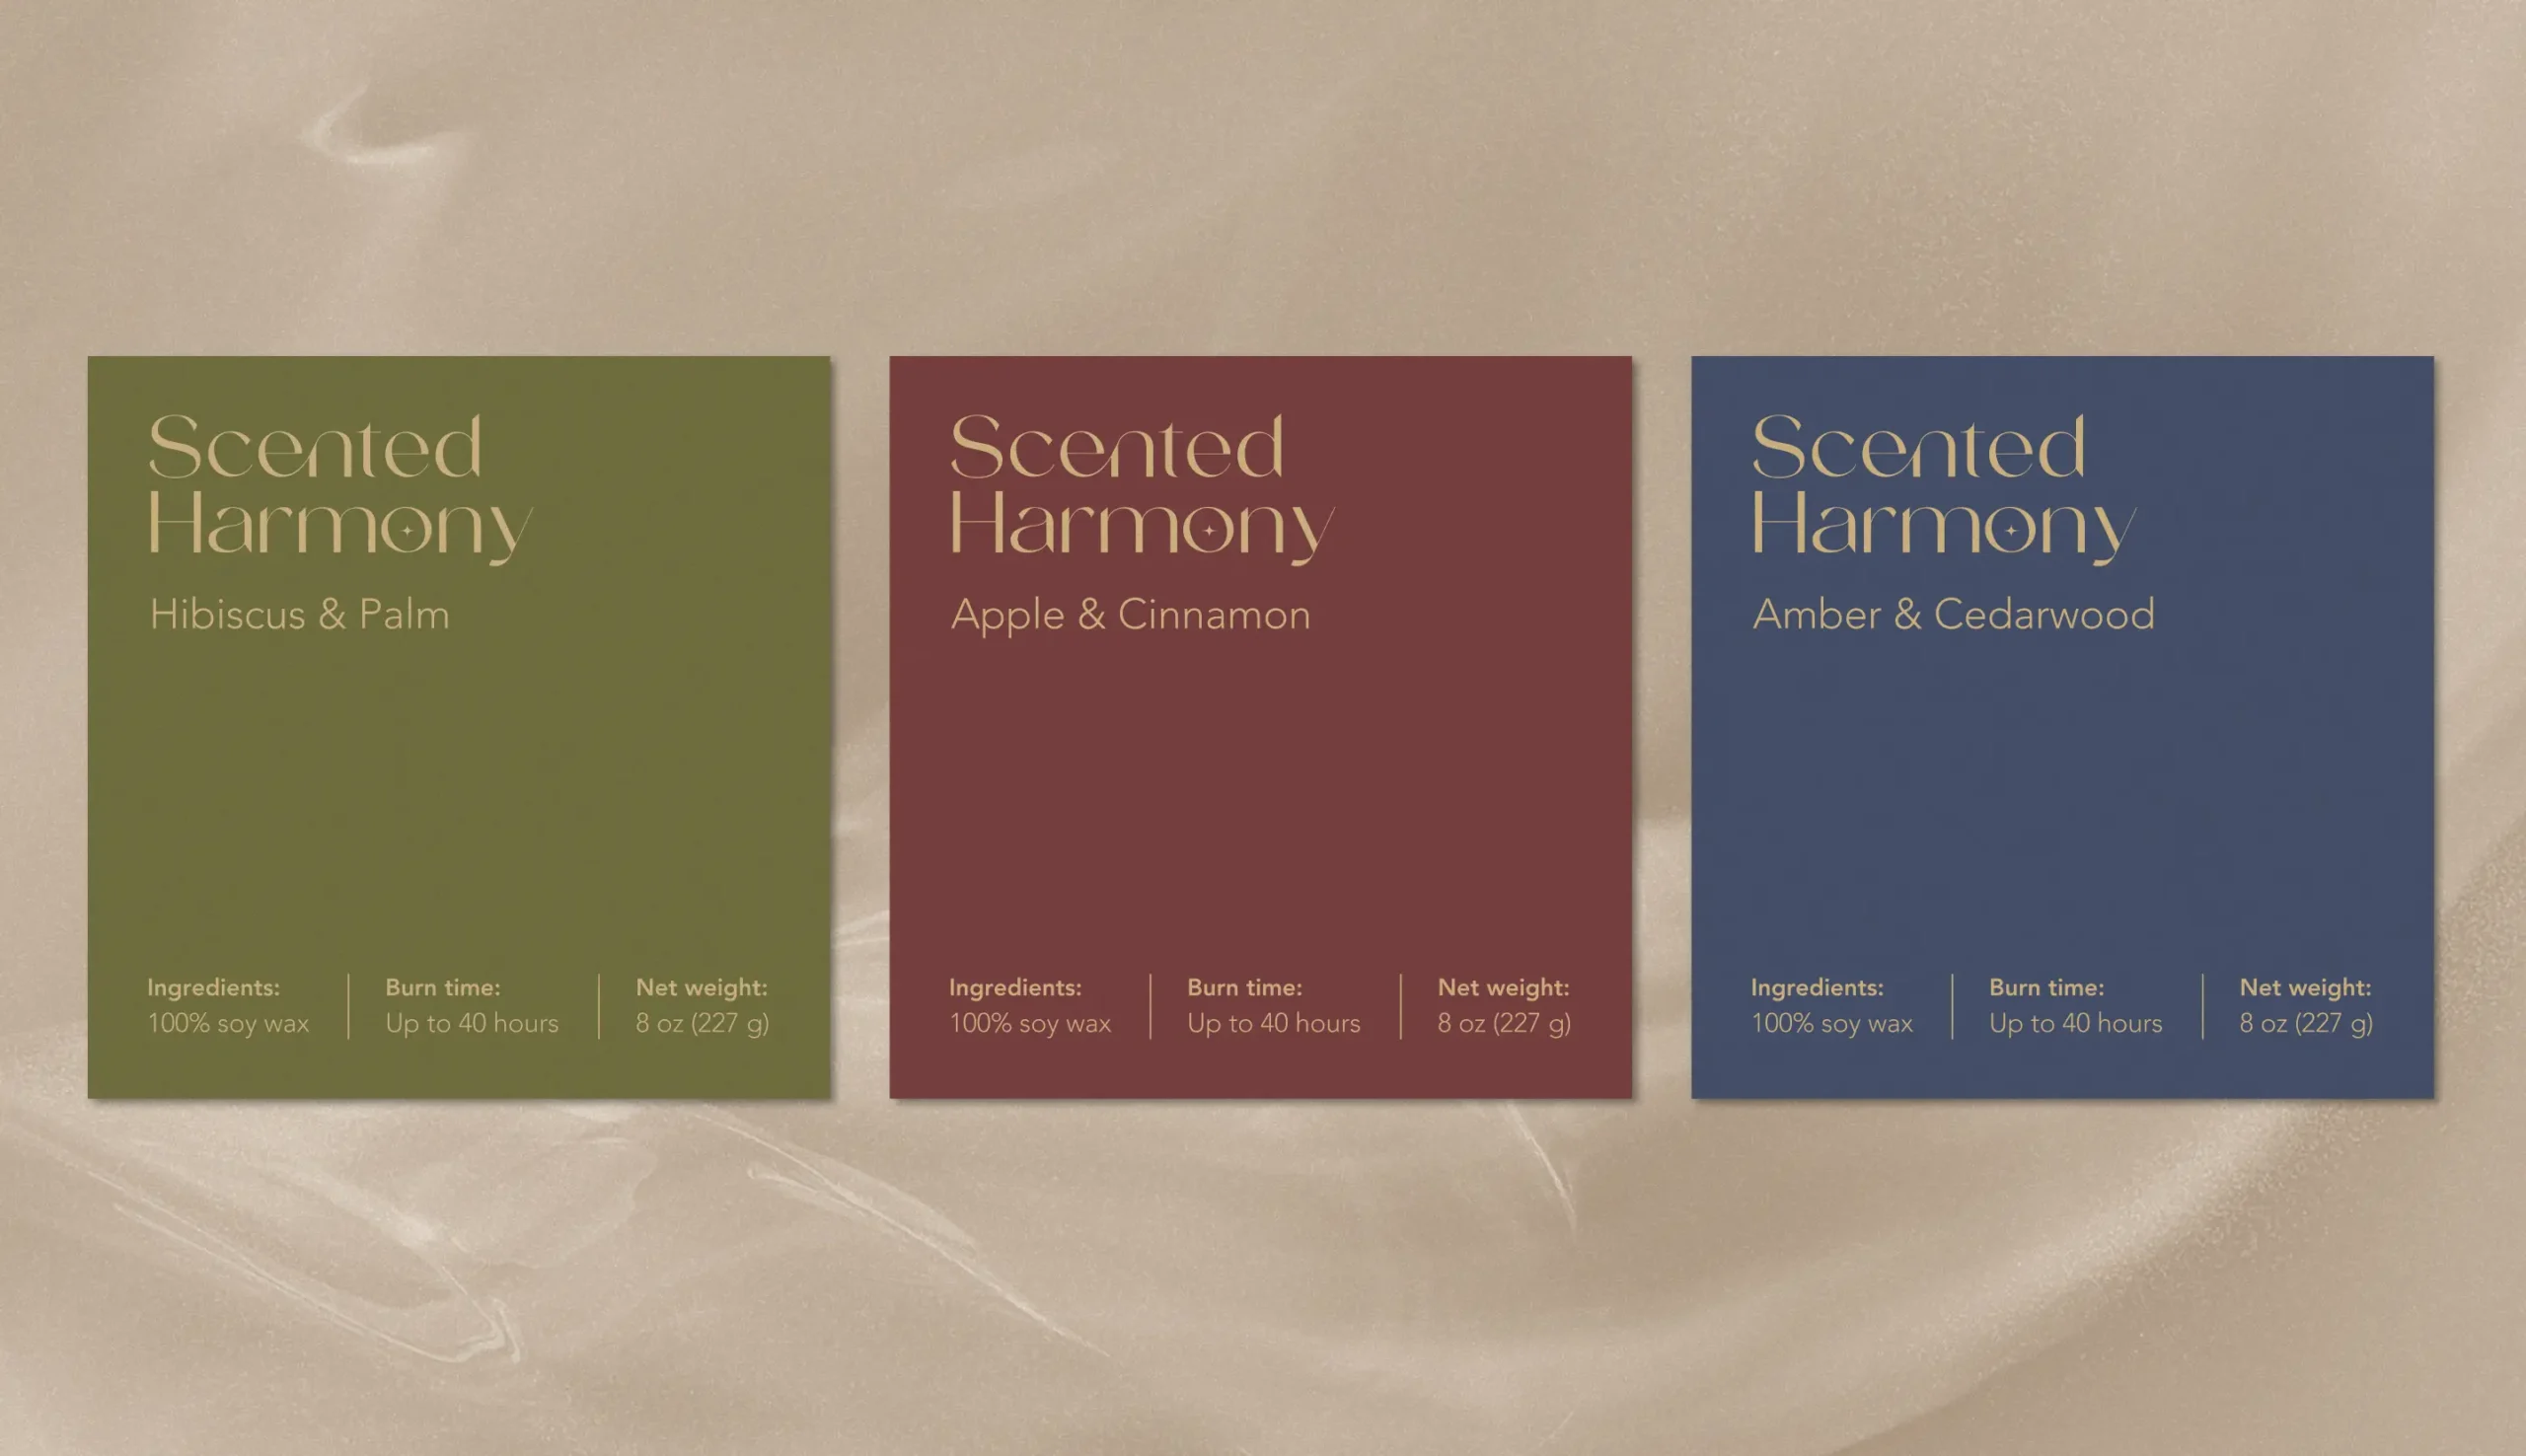 Scented
Harmony
Hibiscus & Palm
Ingredients:
100% soy wax
Burn time:
Up to 40 hours
Net weight:
8 oz (227 g)
Scented
Harmony
Apple & Cinnamon
Ingredients:
100% soy wax
Burn time:
Up to 40 hours
Net weight:
8 oz (227 g)
Scented
Harmony
Amber & Cedarwood
Ingredients:
100% soy wax
Burn time:
Up to 40 hours
Net weight:
8 oz (227 g)